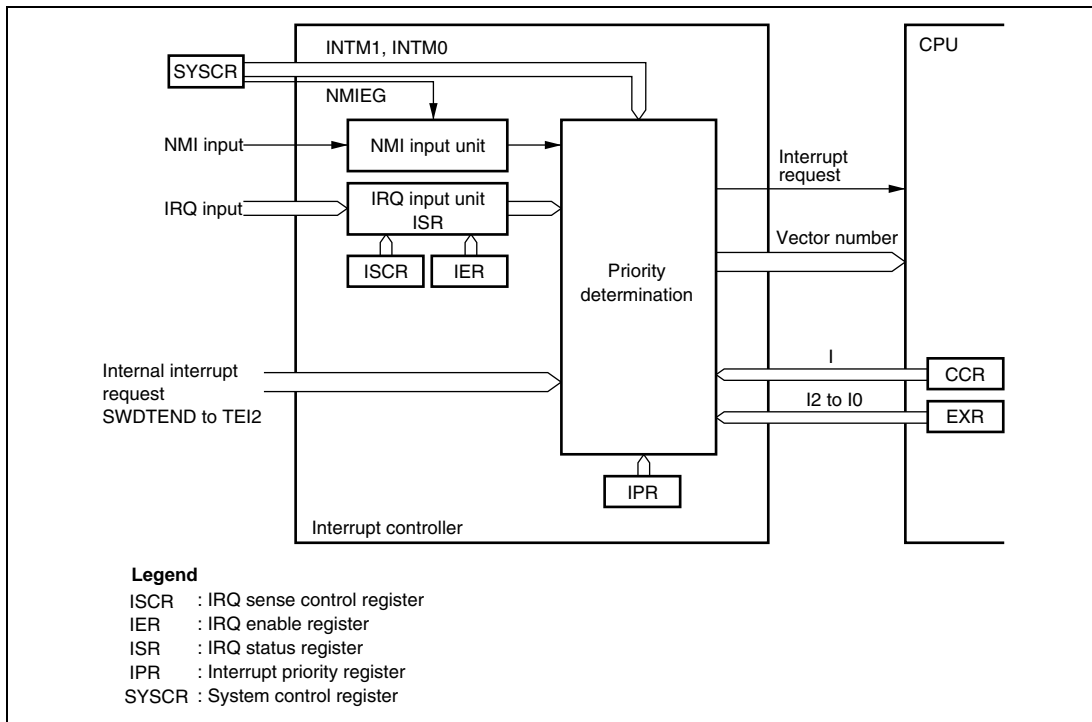 INTM1, INTM0
CPU
SYSCR
NMIEG
NMI input
NMI input unit
Interrupt
request
IRQ input
IRQ input unit
ISR
Vector number
ISCR
IER
Priority
determination
Internal interrupt
request
SWDTEND to TEI2
I
CCR
I2 to I0
EXR
IPR
Interrupt controller
Legend
ISCR : IRQ sense control register
IER : IRQ enable register
ISR : IRQ status register
IPR : Interrupt priority register
SYSCR : System control register